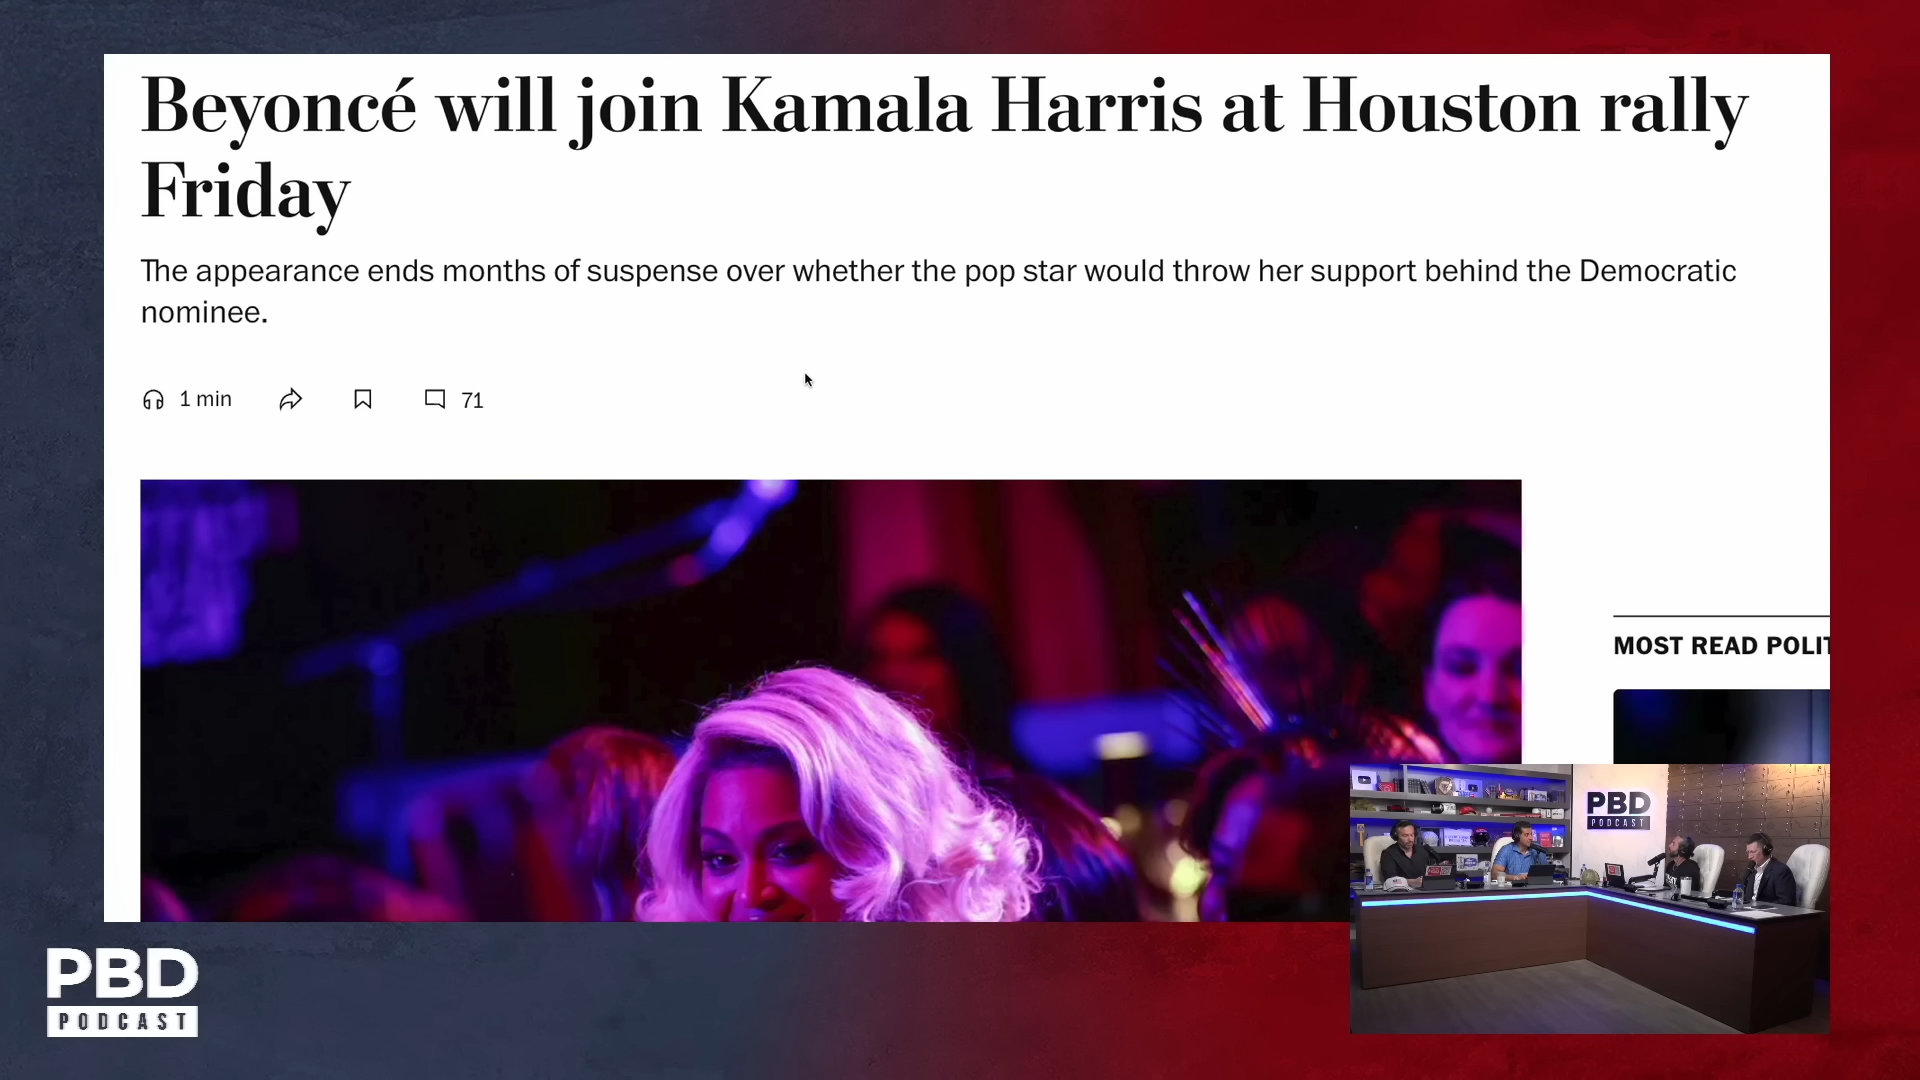 Beyoncé will join Kamala Harris at Houston rally
Friday
The appearance ends months of suspense over whether the pop star would throw her support behind the Democratic
nominee.
1 min
71
MOST READ POLIT
PBD
PODCAST
PBD
PODCAST